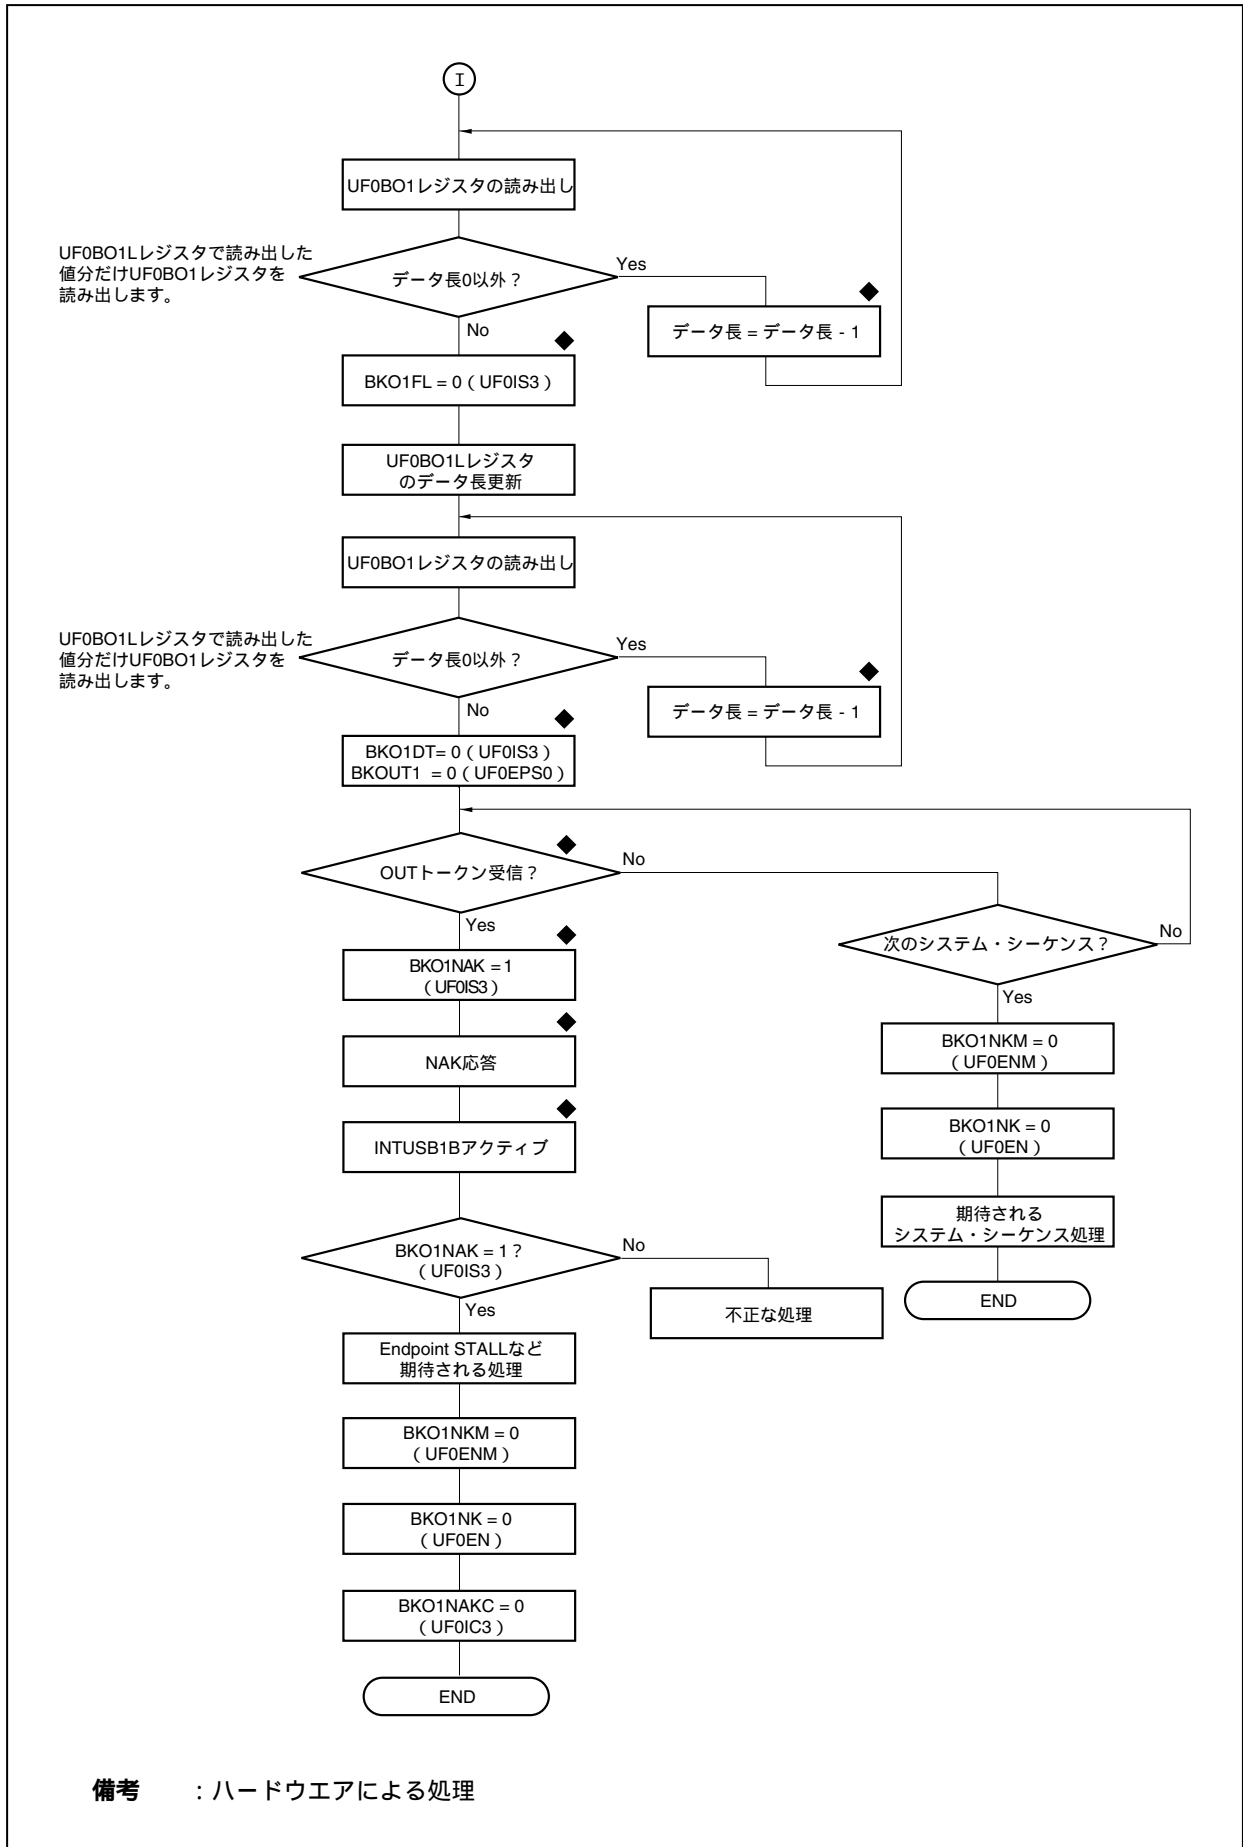 I
UF0BO1レジスタの読み出し
UF0BO1Lレジスタで読み出した
値分だけUF0BO1レジスタを
読み出します。
データ長0以外？
Yes
データ長 = データ長 - 1
No
BKO1FL = 0 ( UF0IS3 )
UF0BO1Lレジスタ
のデータ長更新
UF0BO1レジスタの読み出し
UF0BO1Lレジスタで読み出した
値分だけUF0BO1レジスタを
読み出します。
データ長0以外？
Yes
データ長 = データ長 - 1
No
BKO1DT= 0 ( UF0IS3 )
BKOUT1 = 0 ( UF0EPS0 )
OUTトークン受信？
No
Yes
次のシステム・シーケンス？
No
Yes
BKO1NAK = 1
( UF0IS3 )
NAK応答
INTUSB1Bアクティブ
BKO1NKM = 0
( UF0ENM )
BKO1NK = 0
( UF0EN )
期待される
システム・シーケンス処理
END
BKO1NAK = 1 ?
( UF0IS3 )
No
不正な処理
Yes
Endpoint STALLなど
期待される処理
BKO1NKM = 0
( UF0ENM )
BKO1NK = 0
( UF0EN )
BKO1NAKC = 0
( UF0IC3 )
END
備考 : ハードウエアによる処理